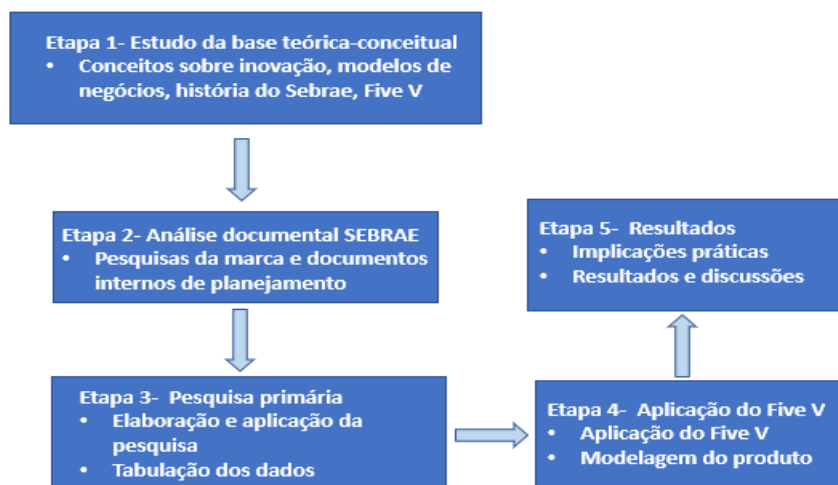 Etapa 1- Estudo da base teórica-conceitual
• Conceitos sobre inovação, modelos de
negócios, história do Sebrae, Five V
Etapa 2- Análise documental SEBRAE
• Pesquisas da marca e documentos
internos de planejamento
Etapa 3- Pesquisa primária
• Elaboração e aplicação da
pesquisa
• Tabulação dos dados
Etapa 4- Aplicação do Five V
• Aplicação do Five V
• Modelagem do produto
Etapa 5- Resultados
• Implicações práticas
• Resultados e discussões